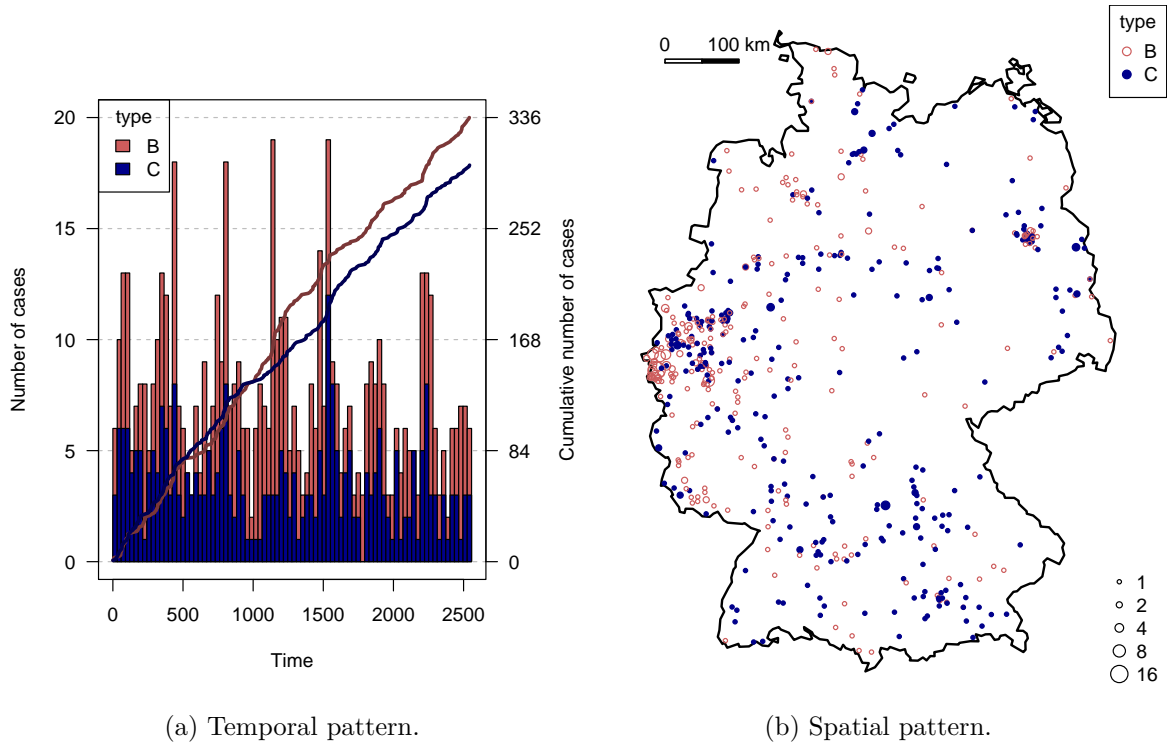 type
B
C
20
15
10
5
0
336
252
168
84
0
Number of cases
Cumulative number of cases
0 500 1000 1500 2000 2500
Time
(a) Temporal pattern.
0 100 km
type
B
C
1
2
4
8
16
(b) Spatial pattern.